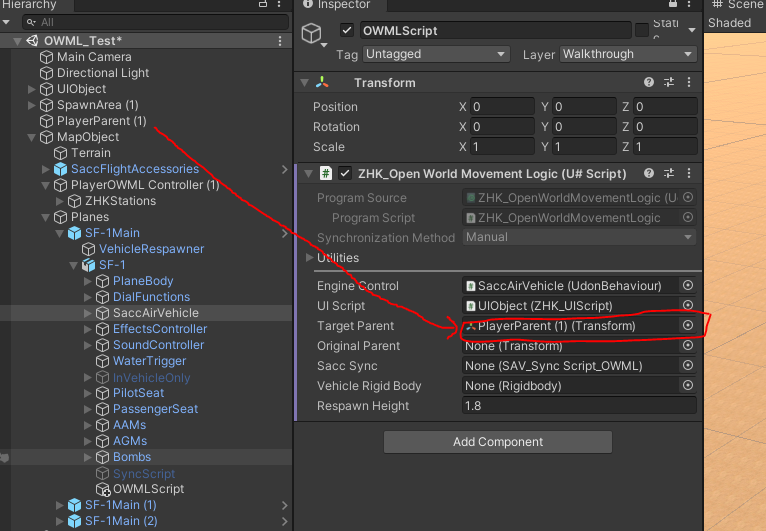 Hierarchy
All
OWML_Test*
Main Camera
Directional Light
UIObject
SpawnArea (1)
PlayerParent (1)
MapObject
Terrain
SaccFlightAccessories
PlayerOWML Controller (1)
ZHKStations
Planes
SF-1Main
VehicleRespawner
SF-1
PlaneBody
DialFunctions
SaccAirVehicle
EffectsController
SoundController
WaterTrigger
InVehicleOnly
PilotSeat
PassengerSeat
AAMs
AGMs
Bombs
SyncScript
OWMLScript
SF-1Main (1)
SF-1Main (2)
Inspector
OWMLScript
Static
Tag Untagged Layer Walkthrough
Transform
Position X 0 Y 0 Z 0
Rotation X 0 Y 0 Z 0
Scale X 1 Y 1 Z 1
ZHK_Open World Movement Logic (U# Script)
Program Source ZHK_OpenWorldMovementLogic (U
Program Script ZHK_OpenWorldMovementLogic
Synchronization Method Manual
Utilities
Engine Control SaccAirVehicle (UdonBehaviour)
UI Script UIObject (ZHK_UIScript)
Target Parent PlayerParent (1) (Transform)
Original Parent None (Transform)
Sacc Sync None (SAV_Sync Script_OWML)
Vehicle Rigid Body None (Rigidbody)
Respawn Height 1.8
Add Component
Scene
Shaded